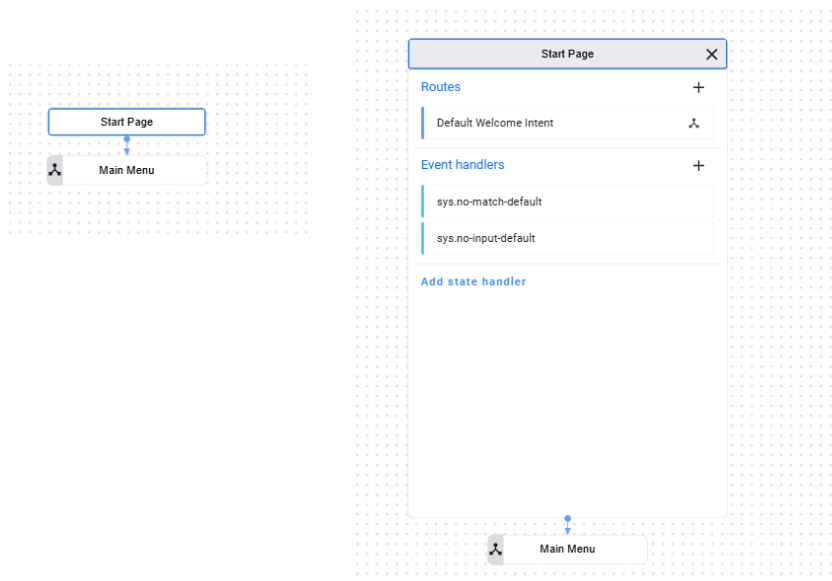 Start Page
Main Menu
Start Page
Routes
Default Welcome Intent
Event handlers
sys.no-match-default
sys.no-input-default
Add state handler
Main Menu